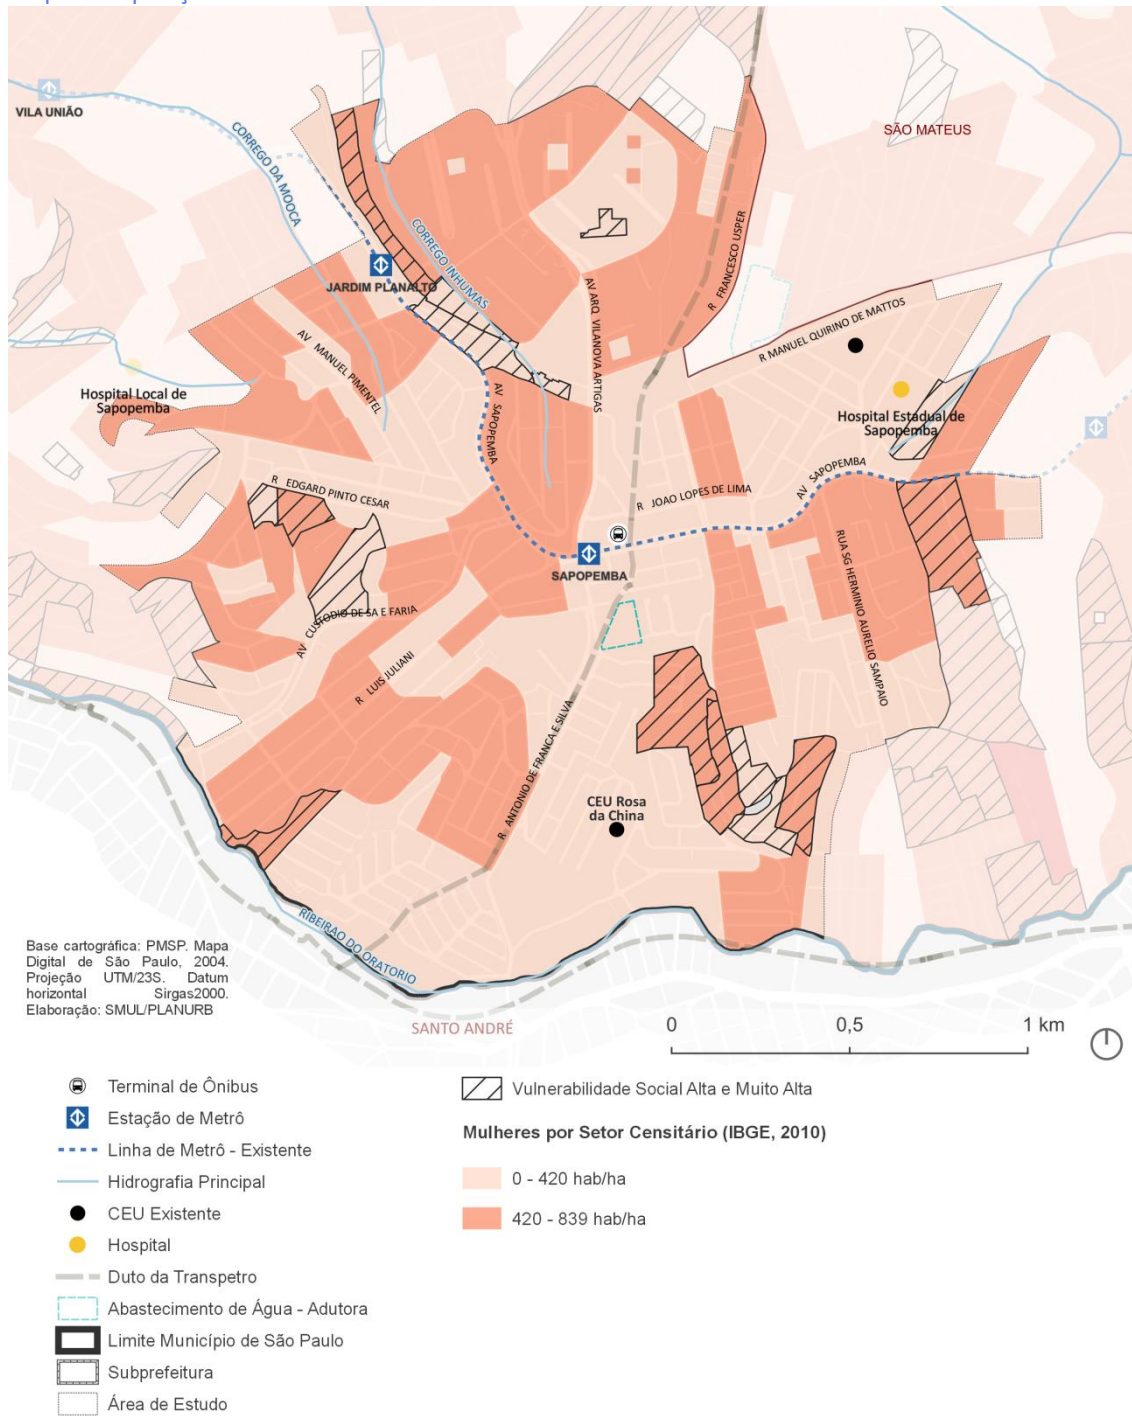 VILA UNIÃO
CORREGO DA MOOCA
SÃO MATEUS
CORREGO INHUMAS
JARDIM PLANALTO
R FRANCESCO USPER
AV ARQ VILANOVA ARTIGAS
R MANUEL QUIRINO DE MATTOS
AV MANUEL PIMENTEL
Hospital Local de
Sapopemba
AV SAPOPEMBA
Hospital Estadual de
Sapopemba
R EDGARD PINTO CESAR
R JOAO LOPES DE LIMA
AV SAPOPEMBA
SAPOPEMBA
RUA SG HERMINIO AURELIO SAMPAIO
AV CUSTODIO DE SA E FARIA
R LUIS JULIANI
R ANTONIO DE FRANCA E SILVA
CEU Rosa
da China
RIBEIRAO DO ORATORIO
Base cartográfica: PMSP. Mapa
Digital de São Paulo, 2004.
Projeção UTM/23S. Datum
horizontal Sirgas2000.
Elaboração: SMUL/PLANURB
SANTO ANDRÉ
0 0,5 1 km
Terminal de Ônibus
Estação de Metrô
Linha de Metrô - Existente
Hidrografia Principal
CEU Existente
Hospital
Duto da Transpetro
Abastecimento de Água - Adutora
Limite Município de São Paulo
Subprefeitura
Área de Estudo
Vulnerabilidade Social Alta e Muito Alta
Mulheres por Setor Censitário (IBGE, 2010)
0 - 420 hab/ha
420 - 839 hab/ha